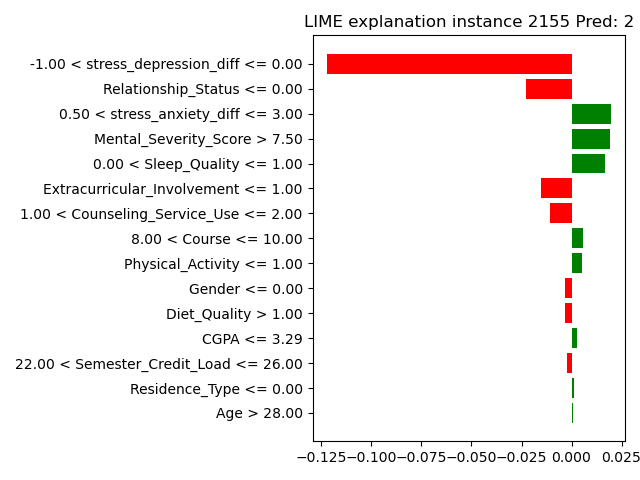 LIME explanation instance 2155 Pred: 2
-1.00 < stress_depression_diff <= 0.00
Relationship_Status <= 0.00
0.50 < stress_anxiety_diff <= 3.00
Mental_Severity_Score > 7.50
0.00 < Sleep_Quality <= 1.00
Extracurricular_Involvement <= 1.00
1.00 < Counseling_Service_Use <= 2.00
8.00 < Course <= 10.00
Physical_Activity <= 1.00
Gender <= 0.00
Diet_Quality > 1.00
CGPA <= 3.29
22.00 < Semester_Credit_Load <= 26.00
Residence_Type <= 0.00
Age > 28.00
−0.125 −0.100 −0.075 −0.050 −0.025 0.000 0.025